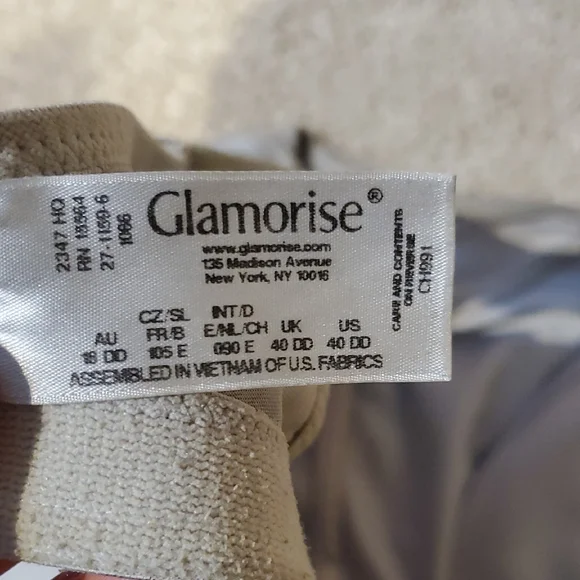 2347 HO
RN 15664
27-1159-6
1066
Glamorise®
www.glamorise.com
135 Madison Avenue
New York, NY 10016
AU CZ/SL FR/B INT/D E/NL/CH UK US
18 DD 105 E 090 E 40 DD 40 DD
ASSEMBLED IN VIETNAM OF U.S. FABRICS
CARE AND CONTENTS
ON REVERSE